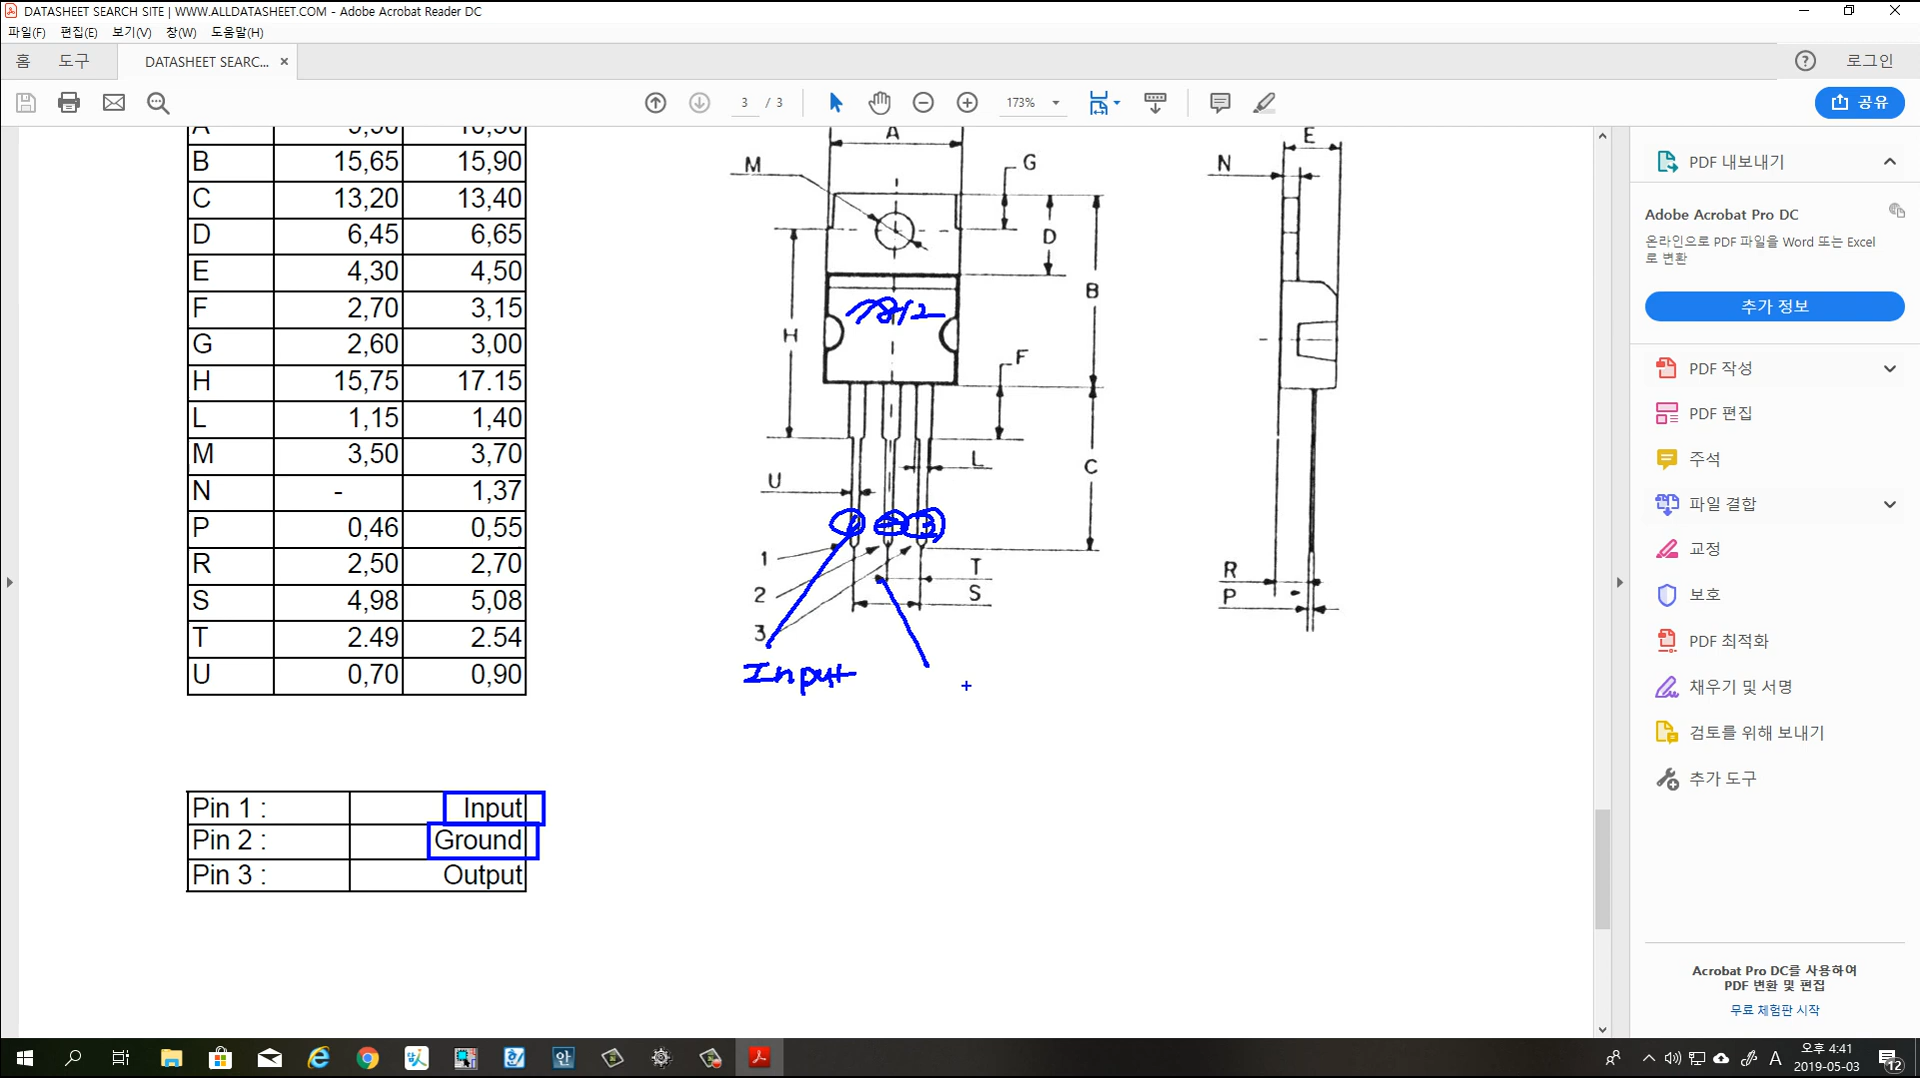 DATASHEET SEARCH SITE | WWW.ALLDATASHEET.COM - Adobe Acrobat Reader DC
파일(F) 편집(E) 보기(V) 창(W) 도움말(H)
홈 도구 DATASHEET SEARC... × 로그인
3 / 3 173% 공유
A
B 15,65 15,90
C 13,20 13,40
D 6,45 6,65
E 4,30 4,50
F 2,70 3,15
G 2,60 3,00
H 15,75 17.15
L 1,15 1,40
M 3,50 3,70
N - 1,37
P 0,46 0,55
R 2,50 2,70
S 4,98 5,08
T 2.49 2.54
U 0,70 0,90
Pin 1 : Input
Pin 2 : Ground
Pin 3 : Output
A
M G
D
B
7812
H
F
L
C
U
1 2 3
1
T
2 S
3
Input
E
N
R
P
PDF 내보내기
Adobe Acrobat Pro DC
온라인으로 PDF 파일을 Word 또는 Excel
로 변환
추가 정보
PDF 작성
PDF 편집
주석
파일 결합
교정
보호
PDF 최적화
채우기 및 서명
검토를 위해 보내기
추가 도구
Acrobat Pro DC를 사용하여
PDF 변환 및 편집
무료 체험판 시작
A 오후 4:41
2019-05-03
12